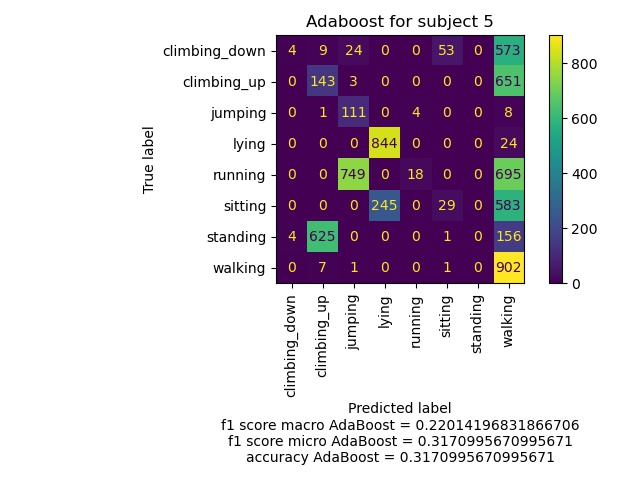 Adaboost for subject 5
True label
climbing_down 4 9 24 0 0 53 0 573
climbing_up 0 143 3 0 0 0 0 651
jumping 0 1 111 0 4 0 0 8
lying 0 0 0 844 0 0 0 24
running 0 0 749 0 18 0 0 695
sitting 0 0 0 245 0 29 0 583
standing 4 625 0 0 0 1 0 156
walking 0 7 1 0 0 1 0 902
climbing_down climbing_up jumping lying running sitting standing walking
800
600
400
200
0
Predicted label
f1 score macro AdaBoost = 0.22014196831866706
f1 score micro AdaBoost = 0.3170995670995671
accuracy AdaBoost = 0.3170995670995671